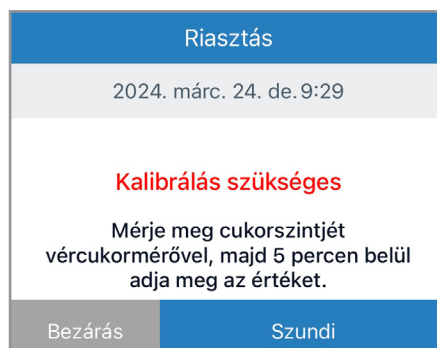 Riasztás
2024. márc. 24. de. 9:29
Kalibrálás szükséges
Mérje meg cukorszintjét
vércukormérővel, majd 5 percen belül
adja meg az értéket.
Bezárás
Szundi